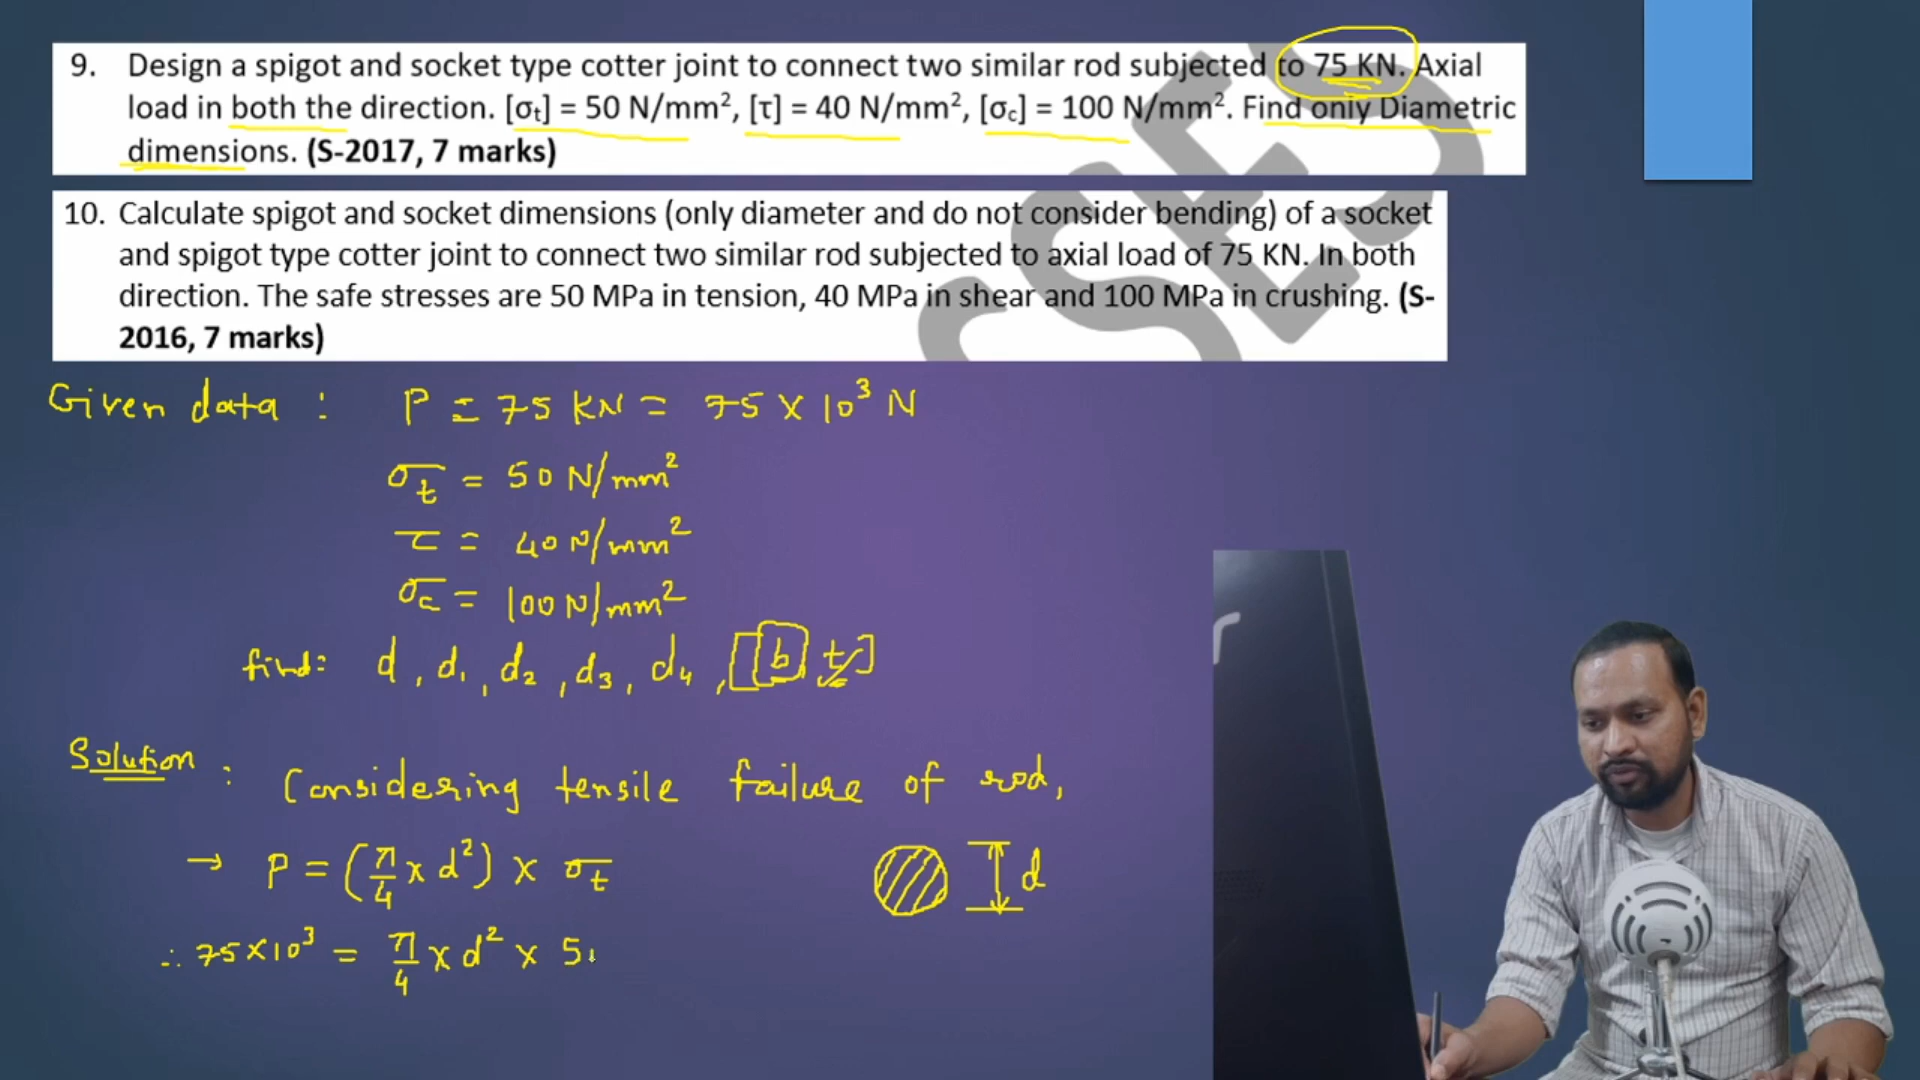 9. Design a spigot and socket type cotter joint to connect two similar rod subjected to 75 KN. Axial
load in both the direction. [σₜ] = 50 N/mm², [τ] = 40 N/mm², [σ꜀] = 100 N/mm². Find only Diametric
dimensions. (S-2017, 7 marks)
10. Calculate spigot and socket dimensions (only diameter and do not consider bending) of a socket
and spigot type cotter joint to connect two similar rod subjected to axial load of 75 KN. In both
direction. The safe stresses are 50 MPa in tension, 40 MPa in shear and 100 MPa in crushing. (S-
2016, 7 marks)
Given data : P = 75 KN = 75 × 10³ N
σₜ = 50 N/mm²
τ = 40 N/mm²
σ꜀ = 100 N/mm²
find: d, d₁, d₂, d₃, d₄, [b, t]
Solution : Considering tensile failure of rod,
→ P = (π/4 × d²) × σₜ
d
∴ 75×10³ = π/4 × d² × 5